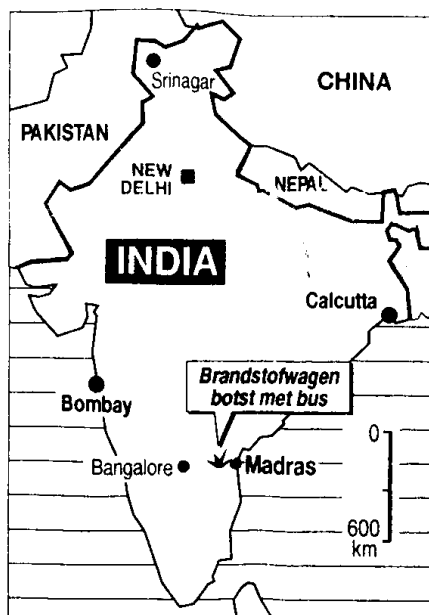 Srinagar
CHINA
PAKISTAN
NEW
DELHI
NEPAL
INDIA
Calcutta
Brandstofwagen
botst met bus
Bombay
Bangalore
Madras
0
600
km